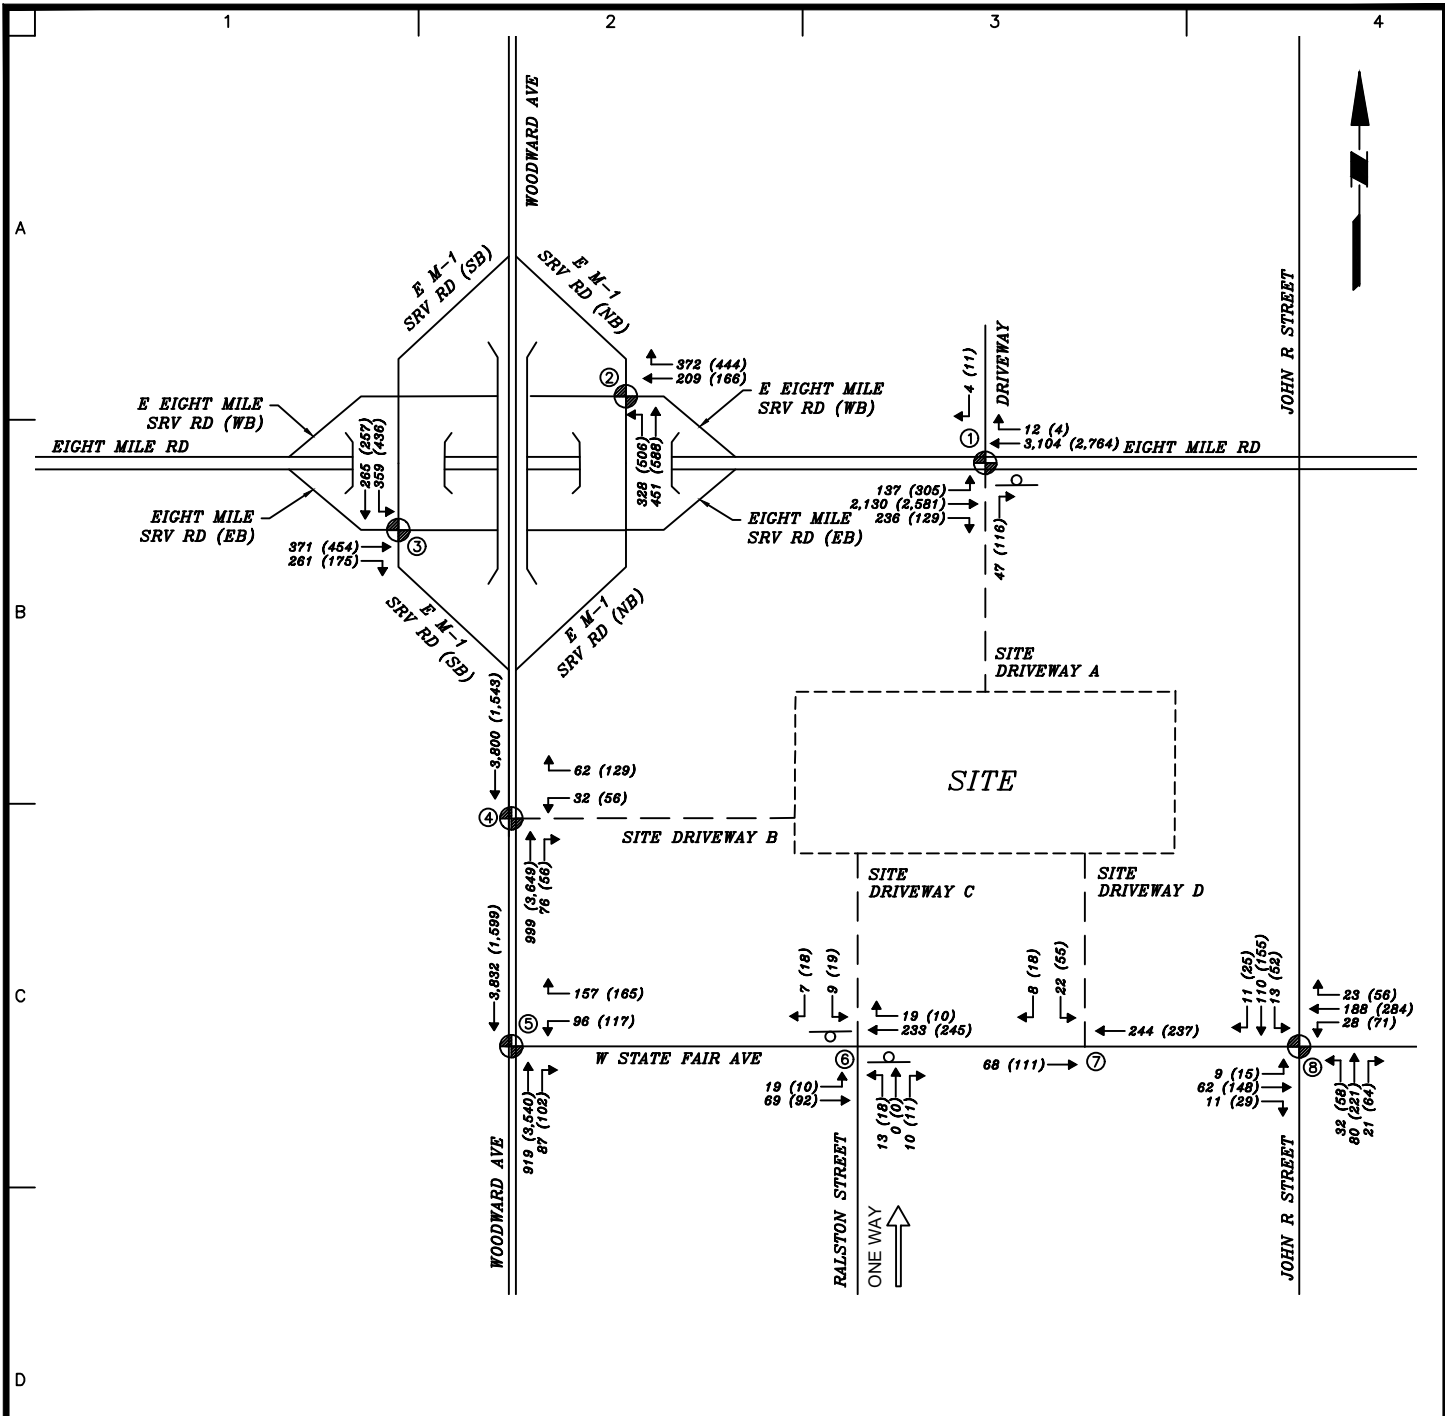 1
2
3
4
A
B
C
D
WOODWARD AVE
E M-1
SRV RD (SB)
E M-1
SRV RD (NB)
JOHN R STREET
DRIVEWAY
4 (11)
372 (444)
209 (166)
2
E EIGHT MILE
SRV RD (WB)
E EIGHT MILE
SRV RD (WB)
EIGHT MILE RD
265 (257)
359 (436)
328 (506)
451 (588)
1
12 (4)
3,104 (2,764)
EIGHT MILE RD
137 (305)
2,130 (2,581)
236 (129)
47 (116)
EIGHT MILE
SRV RD (EB)
EIGHT MILE
SRV RD (EB)
371 (454)
261 (175)
3
E M-1
SRV RD (SB)
E M-1
SRV RD (NB)
SITE
DRIVEWAY A
3,800 (1,543)
62 (129)
32 (56)
SITE
4
SITE DRIVEWAY B
999 (3,649)
76 (56)
SITE
DRIVEWAY C
SITE
DRIVEWAY D
3,832 (1,599)
157 (165)
96 (117)
5
7 (18)
9 (19)
19 (10)
233 (245)
8 (18)
22 (55)
244 (237)
11 (25)
110 (155)
13 (52)
23 (56)
188 (284)
28 (71)
W STATE FAIR AVE
6
68 (111)
7
8
919 (3,540)
87 (102)
19 (10)
69 (92)
13 (18)
0 (0)
10 (11)
9 (15)
62 (148)
11 (29)
32 (58)
80 (221)
21 (64)
WOODWARD AVE
RALSTON STREET
ONE WAY
JOHN R STREET